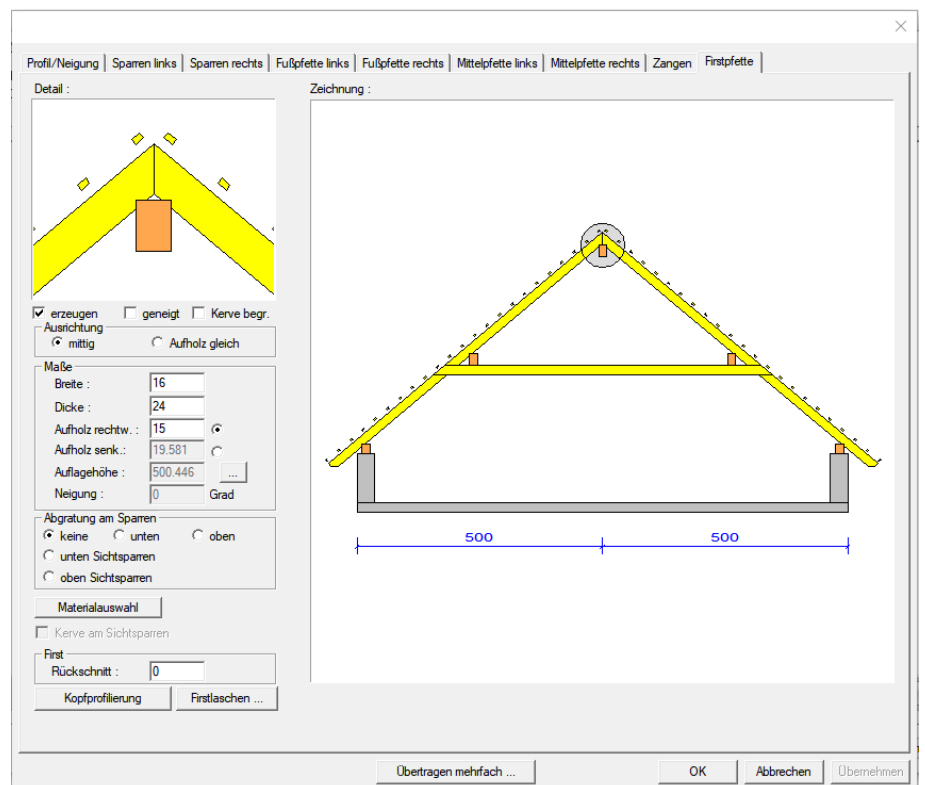 Profil/Neigung Sparren links Sparren rechts Fußpfette links Fußpfette rechts Mittelpfette links Mittelpfette rechts Zangen Firstpfette
Detail :
Zeichnung :
erzeugen geneigt Kerve begr.
Ausrichtung
mittig Aufholz gleich
Maße
Breite : 16
Dicke : 24
Aufholz rechtw. : 15
Aufholz senk.: 19.581
Auflagehöhe : 500.446 ...
Neigung : 0 Grad
Abgratung am Sparren
keine unten oben
unten Sichtsparren
oben Sichtsparren
Materialauswahl
Kerve am Sichtsparren
First
Rückschnitt : 0
Kopfprofilierung Firstlaschen ...
500 500
Übertragen mehrfach ... OK Abbrechen Übernehmen